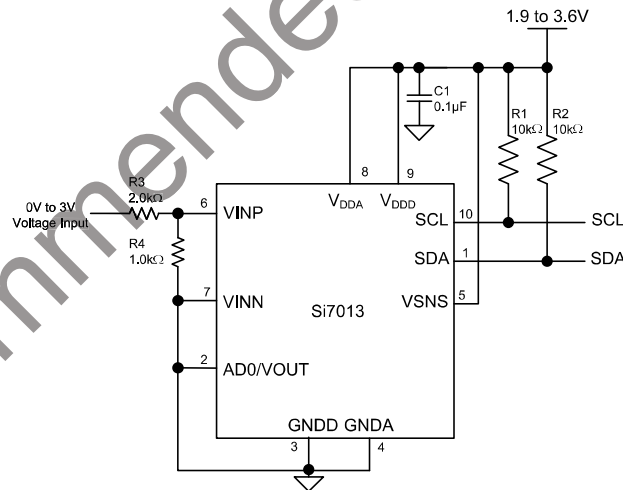 1.9 to 3.6V
C1
0.1µF
R1
10kΩ
R2
10kΩ
8
9
VDDA
VDDD
R3
2.0kΩ
0V to 3V
Voltage Input
6
VINP
SCL
10
SCL
R4
1.0kΩ
SDA
1
SDA
7
VINN
Si7013
VSNS
5
2
AD0/VOUT
GNDD GNDA
3
4